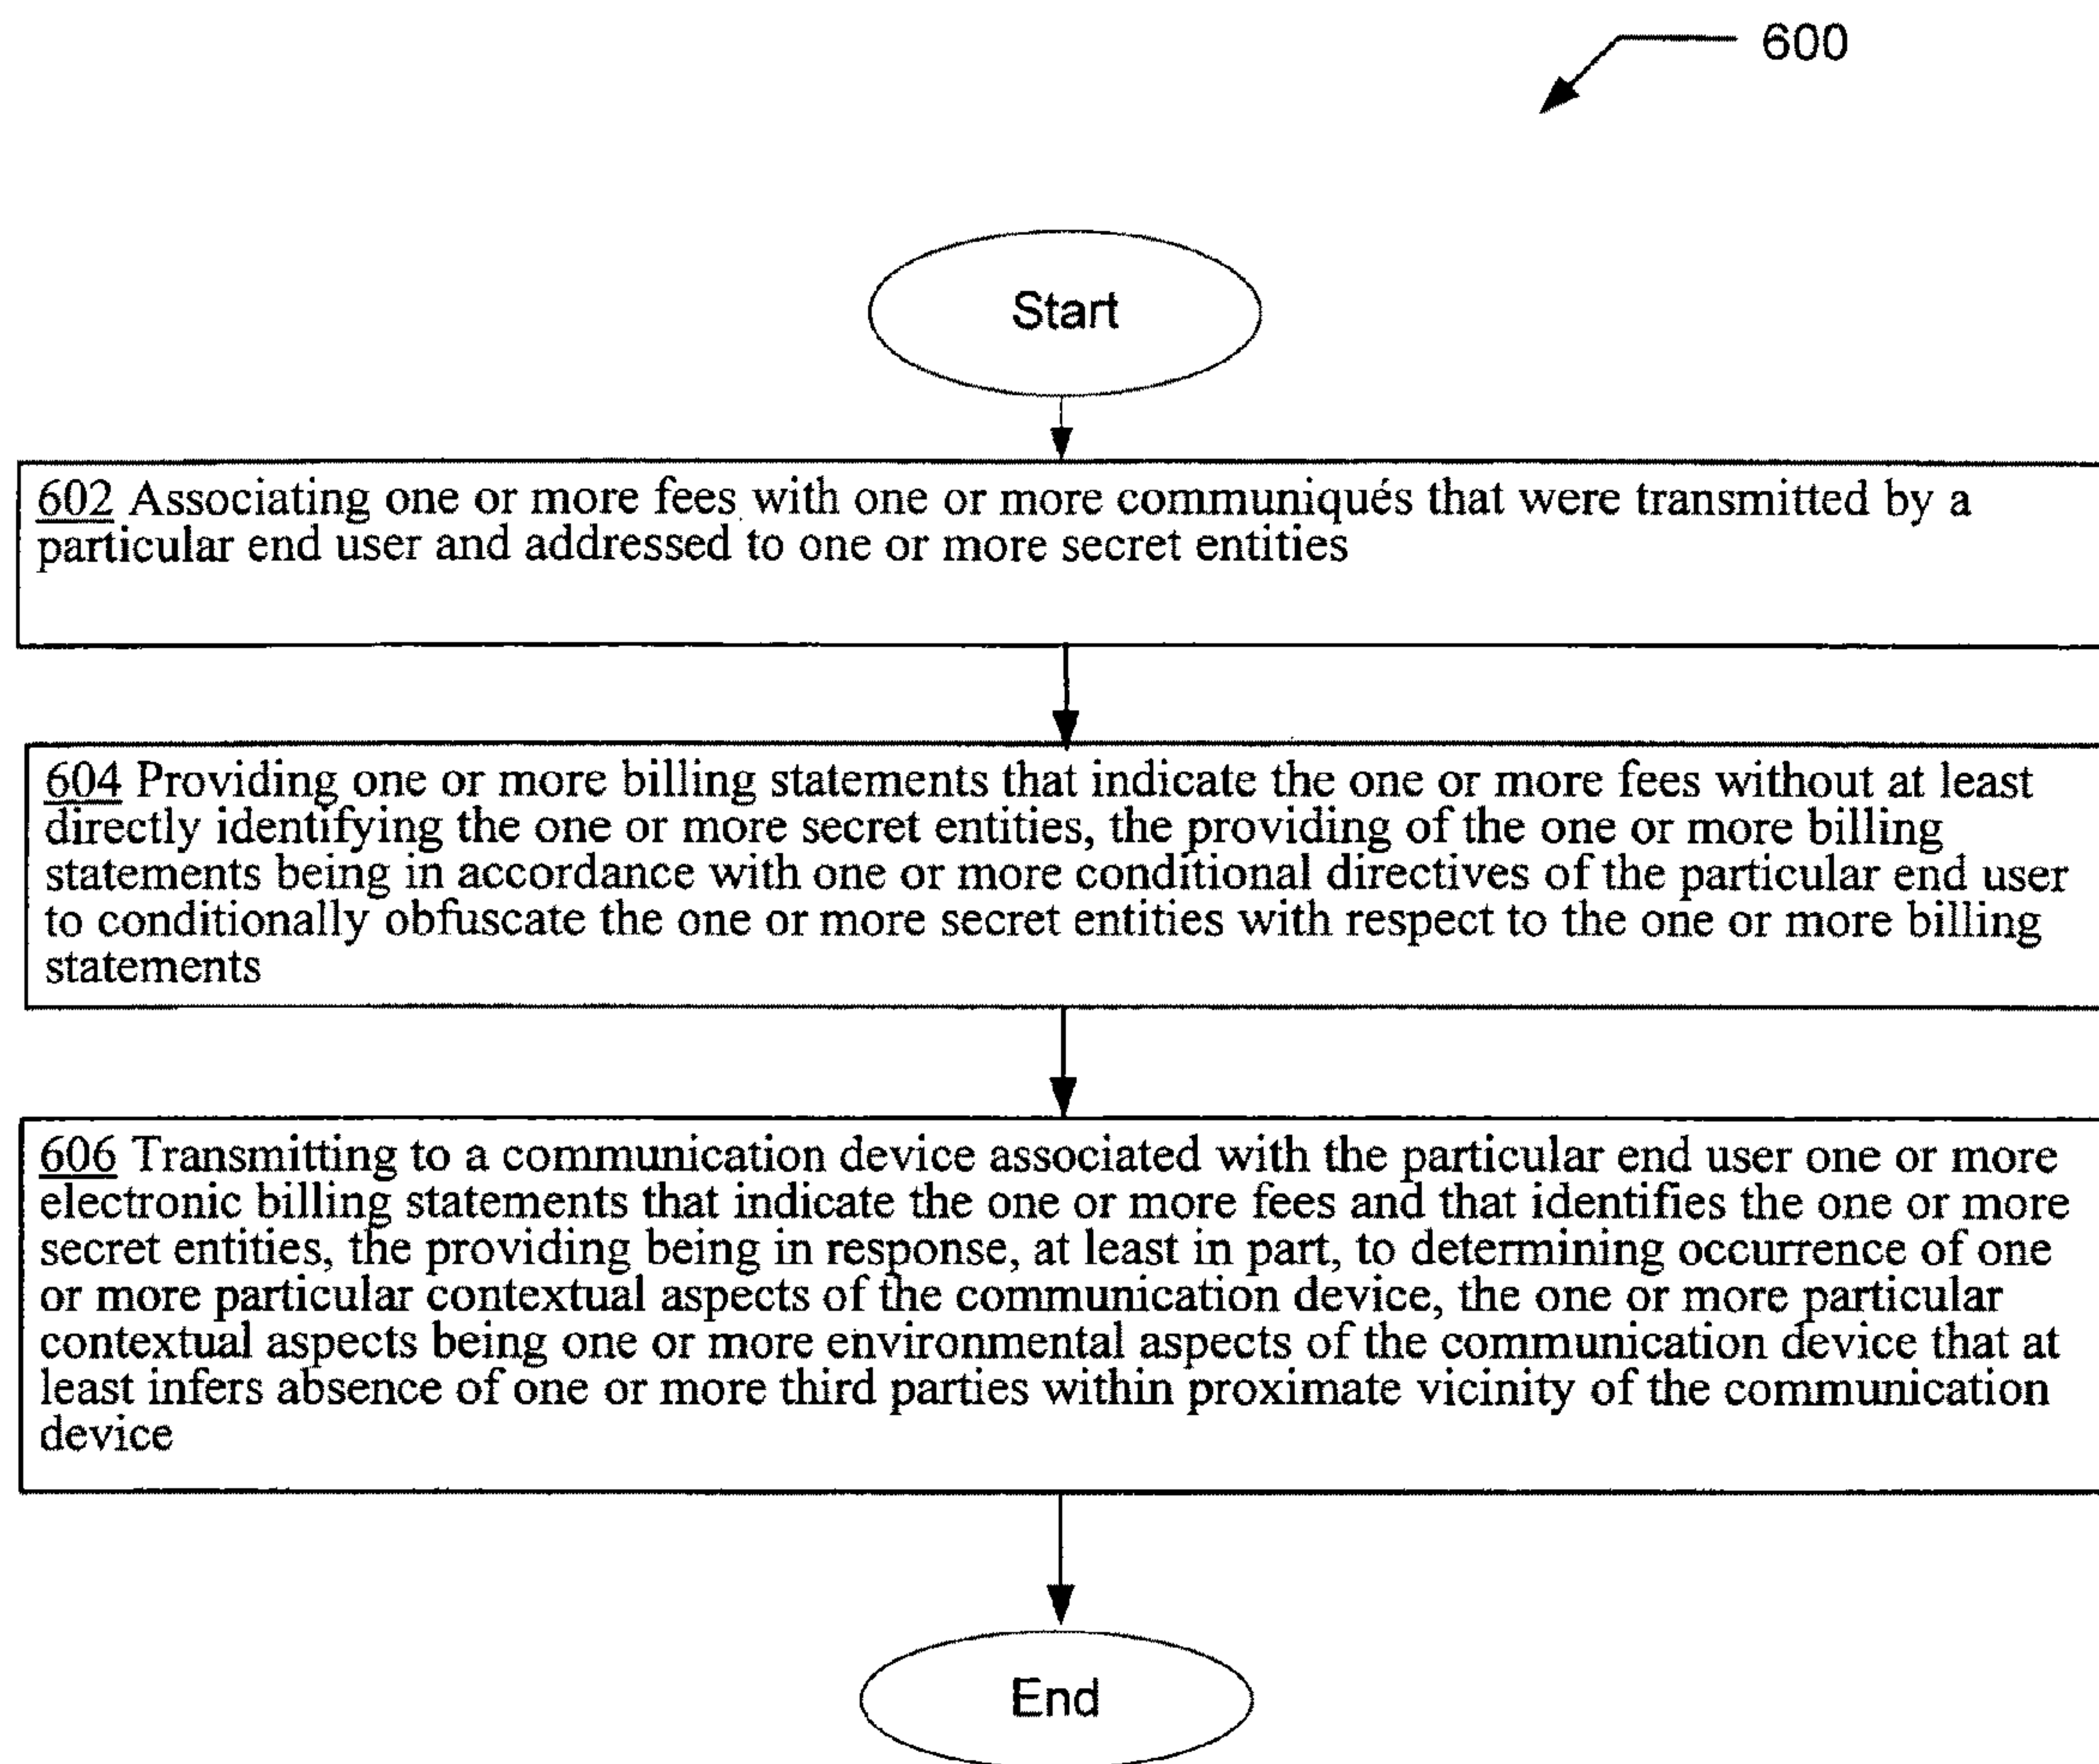 600
Start
602 Associating one or more fees with one or more communiqués that were transmitted by a
particular end user and addressed to one or more secret entities
604 Providing one or more billing statements that indicate the one or more fees without at least
directly identifying the one or more secret entities, the providing of the one or more billing
statements being in accordance with one or more conditional directives of the particular end user
to conditionally obfuscate the one or more secret entities with respect to the one or more billing
statements
606 Transmitting to a communication device associated with the particular end user one or more
electronic billing statements that indicate the one or more fees and that identifies the one or more
secret entities, the providing being in response, at least in part, to determining occurrence of one
or more particular contextual aspects of the communication device, the one or more particular
contextual aspects being one or more environmental aspects of the communication device that at
least infers absence of one or more third parties within proximate vicinity of the communication
device
End